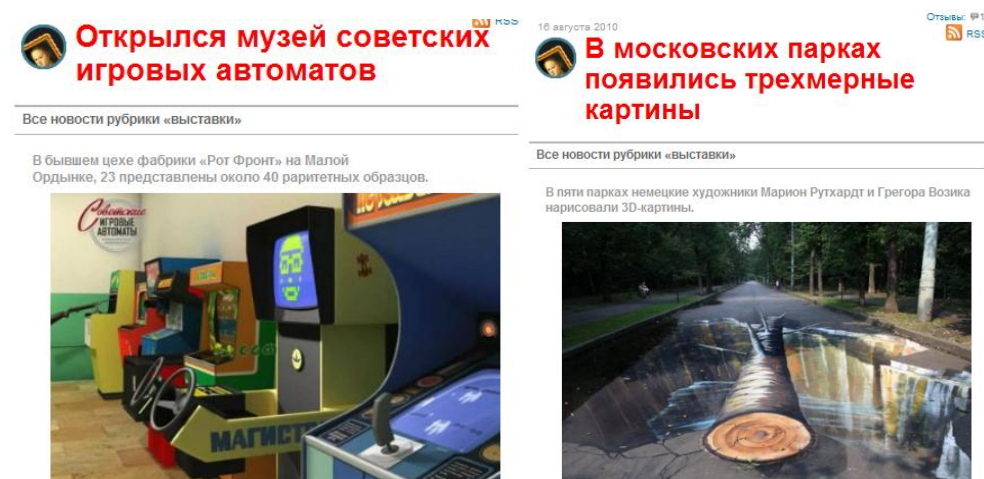 RSS
Открылся музей советских
игровых автоматов
Все новости рубрики «выставки»
В бывшем цехе фабрики «Рот Фронт» на Малой
Ордынке, 23 представлены около 40 раритетных образцов.
Советские
ИГРОВЫЕ
АВТОМАТЫ
МАГИСТ
16 августа 2010
Отзывы:
RSS
В московских парках
появились трехмерные
картины
Все новости рубрики «выставки»
В пяти парках немецкие художники Марион Рутхардт и Грегора Возика
нарисовали 3D-картины.